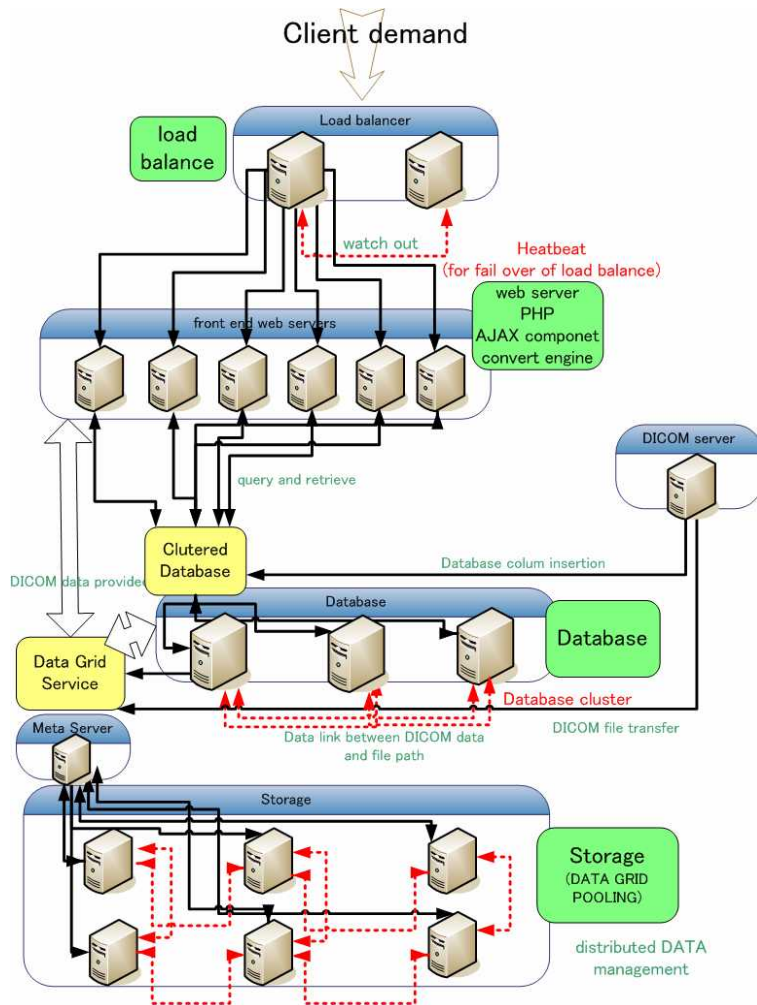 Client demand
Load balancer
load
balance
watch out
Heatbeat
(for fail over of load balance)
web server
PHP
AJAX componet
convert engine
front end web servers
DICOM server
query and retrieve
Clutered
Database
Database colum insertion
DICOM data provided
Database
Database
Data Grid
Service
Database cluster
Data link between DICOM data
and file path
DICOM file transfer
Meta Server
Storage
Storage
(DATA GRID
POOLING)
distributed DATA
management